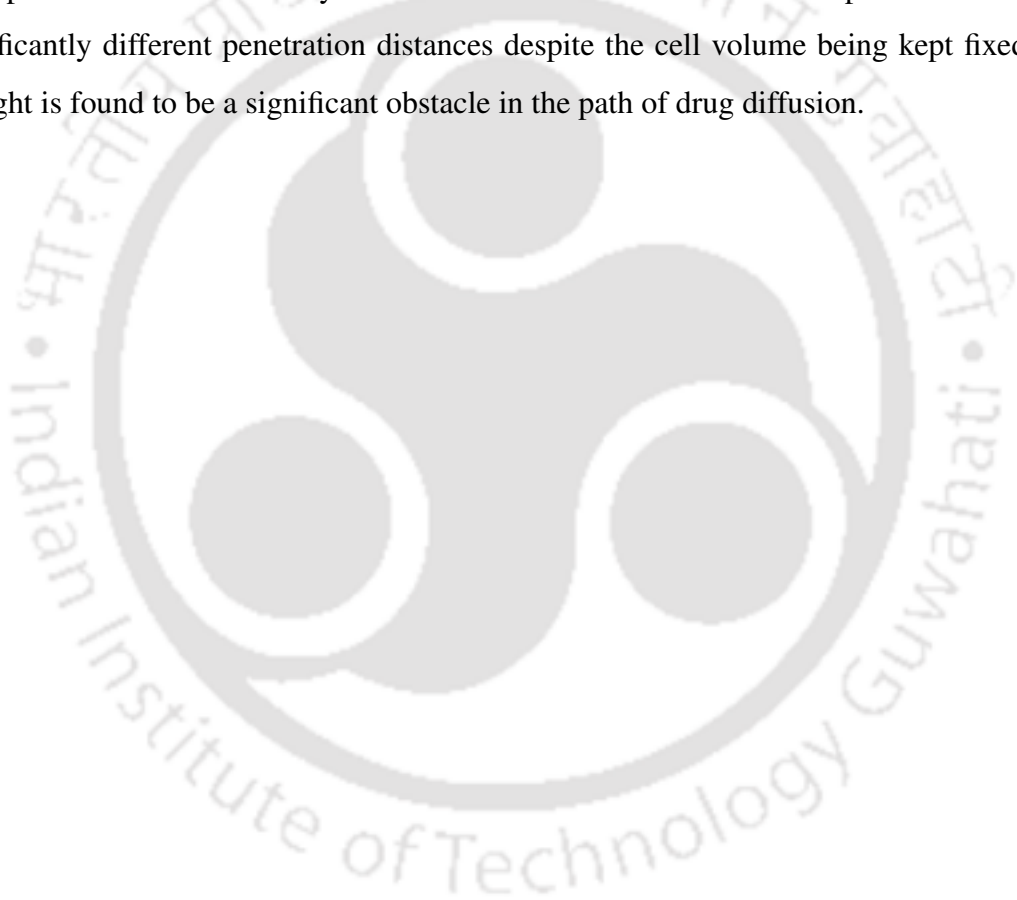 ficantly different penetration distances despite the cell volume being kept fixed
ght is found to be a significant obstacle in the path of drug diffusion.
भारतीय
गुवाहाटी
Indian Institute of Technology Guwahati